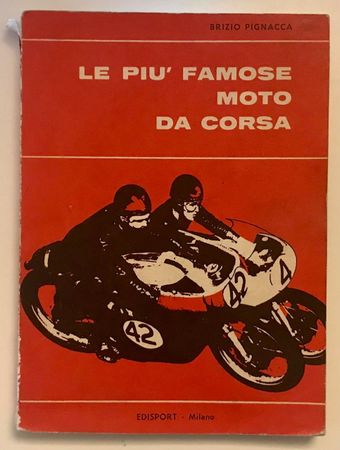 BRIZIO PIGNACCA
LE PIU' FAMOSE
MOTO
DA CORSA
42
4
42
EDISPORT - Milano